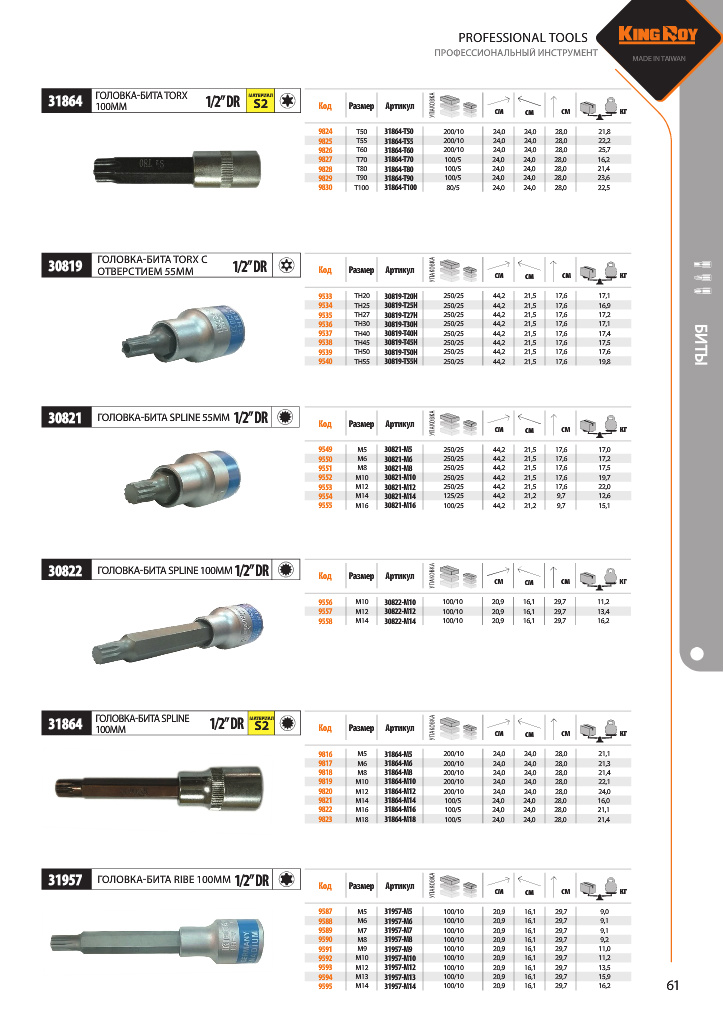 PROFESSIONAL TOOLS
ПРОФЕССИОНАЛЬНЫЙ ИНСТРУМЕНТ
KING ROY
MADE IN TAIWAN
БИТЫ
31864 ГОЛОВКА-БИТА TORX 100ММ 1/2” DR МАТЕРИАЛ S2
Код Размер Артикул УПАКОВКА СМ СМ СМ КГ
9824 T50 31864-T50 200/10 24,0 24,0 28,0 21,8
9825 T55 31864-T55 200/10 24,0 24,0 28,0 22,2
9826 T60 31864-T60 200/10 24,0 24,0 28,0 25,7
9827 T70 31864-T70 100/5 24,0 24,0 28,0 16,2
9828 T80 31864-T80 100/5 24,0 24,0 28,0 21,4
9829 T90 31864-T90 100/5 24,0 24,0 28,0 23,6
9830 T100 31864-T100 80/5 24,0 24,0 28,0 22,5
30819 ГОЛОВКА-БИТА TORX С ОТВЕРСТИЕМ 55ММ 1/2” DR
Код Размер Артикул УПАКОВКА СМ СМ СМ КГ
9533 TH20 30819-T20H 250/25 44,2 21,5 17,6 17,1
9534 TH25 30819-T25H 250/25 44,2 21,5 17,6 16,9
9535 TH27 30819-T27H 250/25 44,2 21,5 17,6 17,2
9536 TH30 30819-T30H 250/25 44,2 21,5 17,6 17,1
9537 TH40 30819-T40H 250/25 44,2 21,5 17,6 17,4
9538 TH45 30819-T45H 250/25 44,2 21,5 17,6 17,5
9539 TH50 30819-T50H 250/25 44,2 21,5 17,6 17,6
9540 TH55 30819-T55H 250/25 44,2 21,5 17,6 19,8
30821 ГОЛОВКА-БИТА SPLINE 55ММ 1/2” DR
Код Размер Артикул УПАКОВКА СМ СМ СМ КГ
9549 M5 30821-M5 250/25 44,2 21,5 17,6 17,0
9550 M6 30821-M6 250/25 44,2 21,5 17,6 17,2
9551 M8 30821-M8 250/25 44,2 21,5 17,6 17,5
9552 M10 30821-M10 250/25 44,2 21,5 17,6 19,7
9553 M12 30821-M12 250/25 44,2 21,5 17,6 22,0
9554 M14 30821-M14 125/25 44,2 21,2 9,7 12,6
9555 M16 30821-M16 100/25 44,2 21,2 9,7 15,1
30822 ГОЛОВКА-БИТА SPLINE 100ММ 1/2” DR
Код Размер Артикул УПАКОВКА СМ СМ СМ КГ
9556 M10 30822-M10 100/10 20,9 16,1 29,7 11,2
9557 M12 30822-M12 100/10 20,9 16,1 29,7 13,4
9558 M14 30822-M14 100/10 20,9 16,1 29,7 16,2
31864 ГОЛОВКА-БИТА SPLINE 100ММ 1/2” DR МАТЕРИАЛ S2
Код Размер Артикул УПАКОВКА СМ СМ СМ КГ
9816 M5 31864-M5 200/10 24,0 24,0 28,0 21,1
9817 M6 31864-M6 200/10 24,0 24,0 28,0 21,3
9818 M8 31864-M8 200/10 24,0 24,0 28,0 21,4
9819 M10 31864-M10 200/10 24,0 24,0 28,0 22,1
9820 M12 31864-M12 200/10 24,0 24,0 28,0 24,0
9821 M14 31864-M14 100/5 24,0 24,0 28,0 16,0
9822 M16 31864-M16 100/5 24,0 24,0 28,0 21,1
9823 M18 31864-M18 100/5 24,0 24,0 28,0 21,4
31957 ГОЛОВКА-БИТА RIBE 100ММ 1/2” DR
Код Размер Артикул УПАКОВКА СМ СМ СМ КГ
9587 M5 31957-M5 100/10 20,9 16,1 29,7 9,0
9588 M6 31957-M6 100/10 20,9 16,1 29,7 9,1
9589 M7 31957-M7 100/10 20,9 16,1 29,7 9,1
9590 M8 31957-M8 100/10 20,9 16,1 29,7 9,2
9591 M9 31957-M9 100/10 20,9 16,1 29,7 11,0
9592 M10 31957-M10 100/10 20,9 16,1 29,7 11,2
9593 M12 31957-M12 100/10 20,9 16,1 29,7 13,5
9594 M13 31957-M13 100/10 20,9 16,1 29,7 15,9
9595 M14 31957-M14 100/10 20,9 16,1 29,7 16,2
61